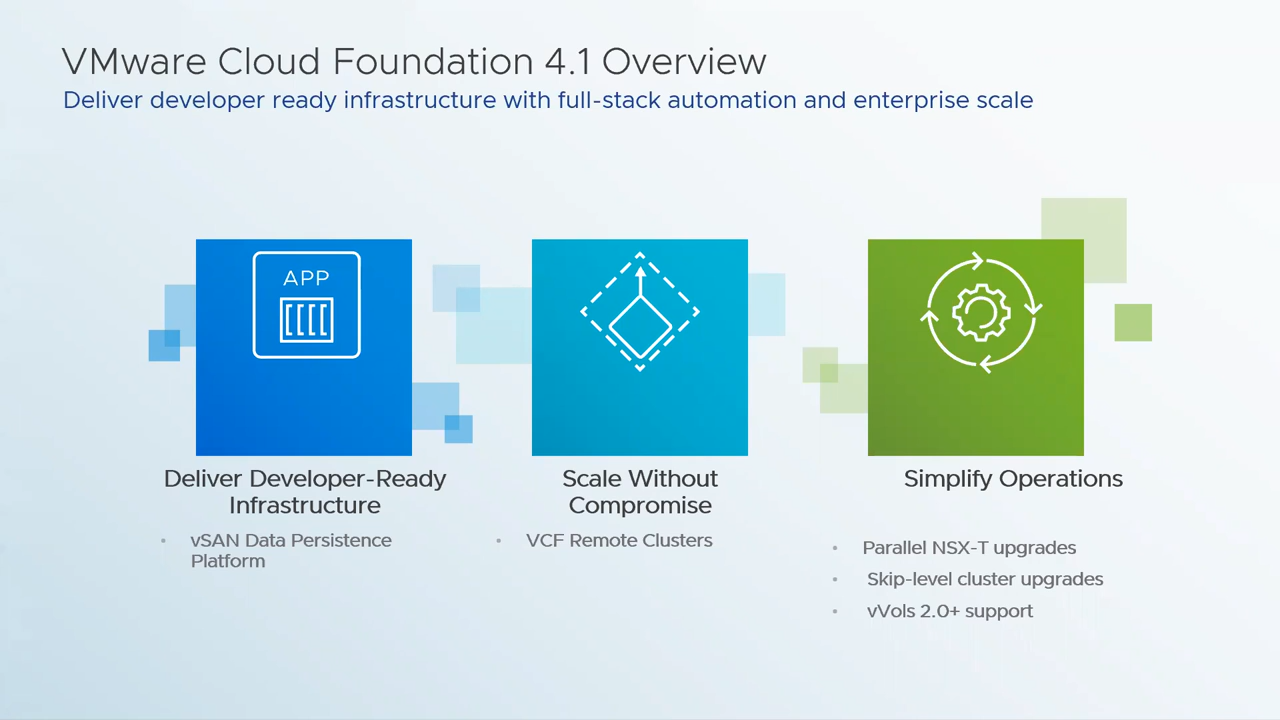 VMware Cloud Foundation 4.1 Overview
Deliver developer ready infrastructure with full-stack automation and enterprise scale
APP
Deliver Developer-Ready
Infrastructure
• vSAN Data Persistence
Platform
Scale Without
Compromise
• VCF Remote Clusters
Simplify Operations
• Parallel NSX-T upgrades
• Skip-level cluster upgrades
• vVols 2.0+ support